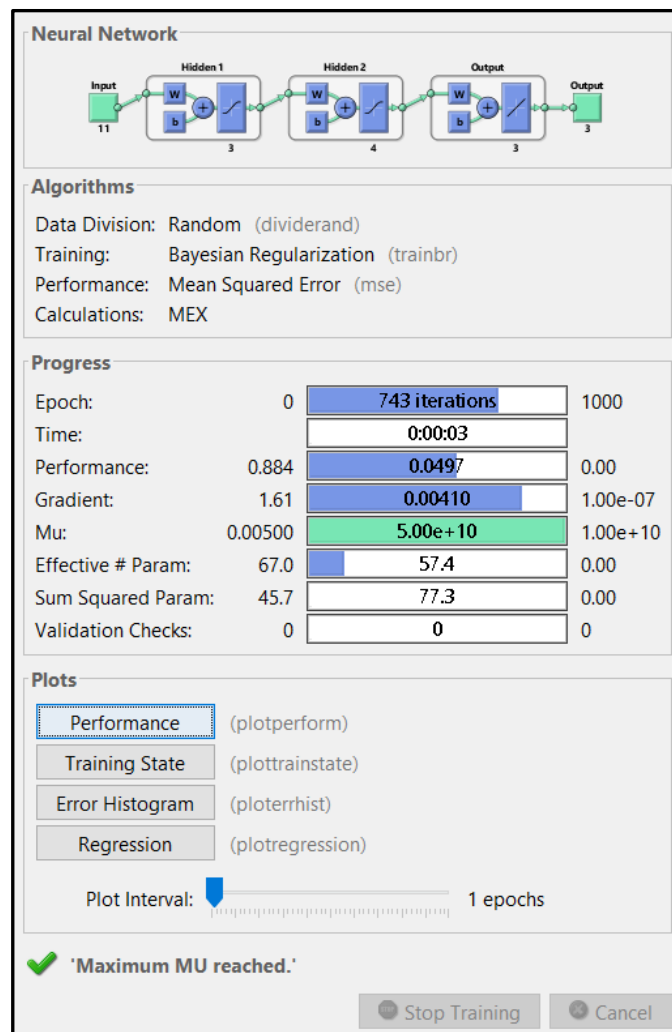 Neural Network
Hidden 1 Hidden 2 Output
Input Output
W W W
+ + +
b b b
11 3 4 3 3
Algorithms
Data Division: Random (dividerand)
Training: Bayesian Regularization (trainbr)
Performance: Mean Squared Error (mse)
Calculations: MEX
Progress
Epoch: 0 743 iterations 1000
Time: 0:00:03
Performance: 0.884 0.0497 0.00
Gradient: 1.61 0.00410 1.00e-07
Mu: 0.00500 5.00e+10 1.00e+10
Effective # Param: 67.0 57.4 0.00
Sum Squared Param: 45.7 77.3 0.00
Validation Checks: 0 0 0
Plots
Performance (plotperform)
Training State (plottrainstate)
Error Histogram (ploterrhist)
Regression (plotregression)
Plot Interval: 1 epochs
'Maximum MU reached.'
Stop Training Cancel